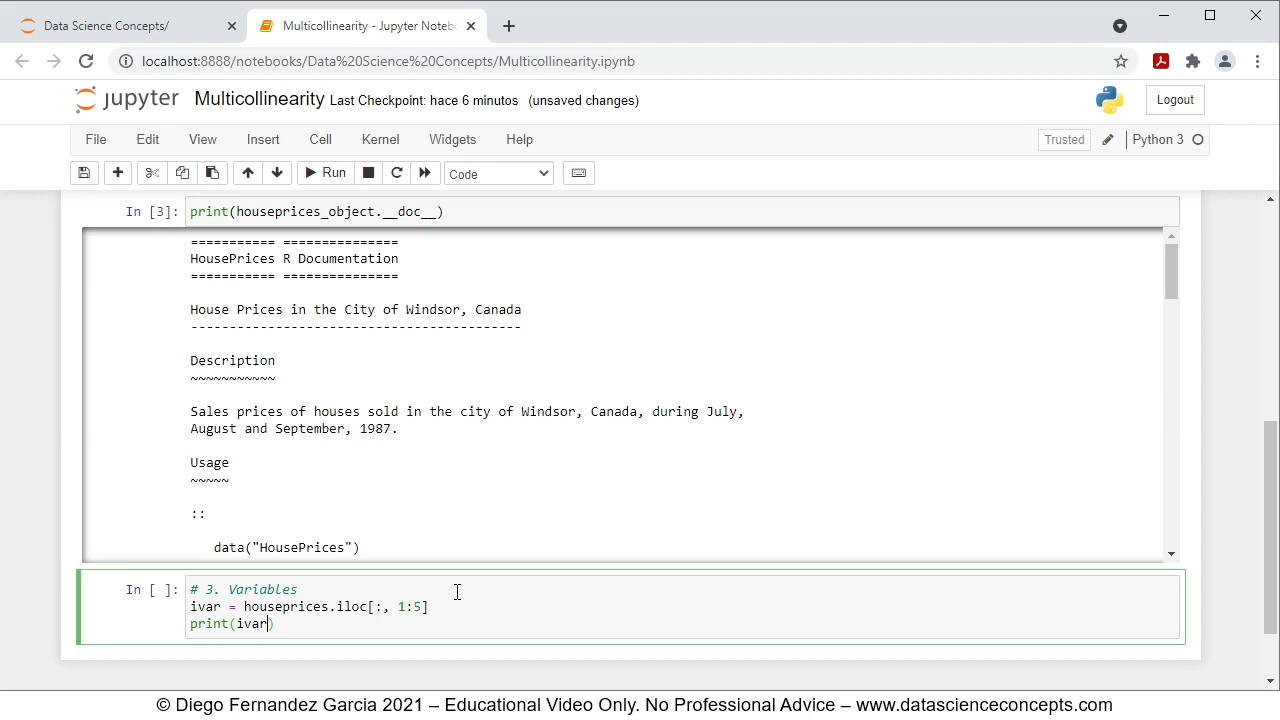 Data Science Concepts/
Multicollinearity - Jupyter Noteb
localhost:8888/notebooks/Data%20Science%20Concepts/Multicollinearity.ipynb
jupyter Multicollinearity Last Checkpoint: hace 6 minutos (unsaved changes)
Logout
File Edit View Insert Cell Kernel Widgets Help
Trusted Python 3
Run Code
In [3]: print(houseprices_object.__doc__)
=========== ===============
HousePrices R Documentation
=========== ===============
House Prices in the City of Windsor, Canada
-------------------------------------------
Description
~~~~~~~~~~~
Sales prices of houses sold in the city of Windsor, Canada, during July,
August and September, 1987.
Usage
~~~~~
::
data("HousePrices")
In [ ]: # 3. Variables
ivar = houseprices.iloc[:, 1:5]
print(ivar)
© Diego Fernandez Garcia 2021 – Educational Video Only. No Professional Advice – www.datascienceconcepts.com